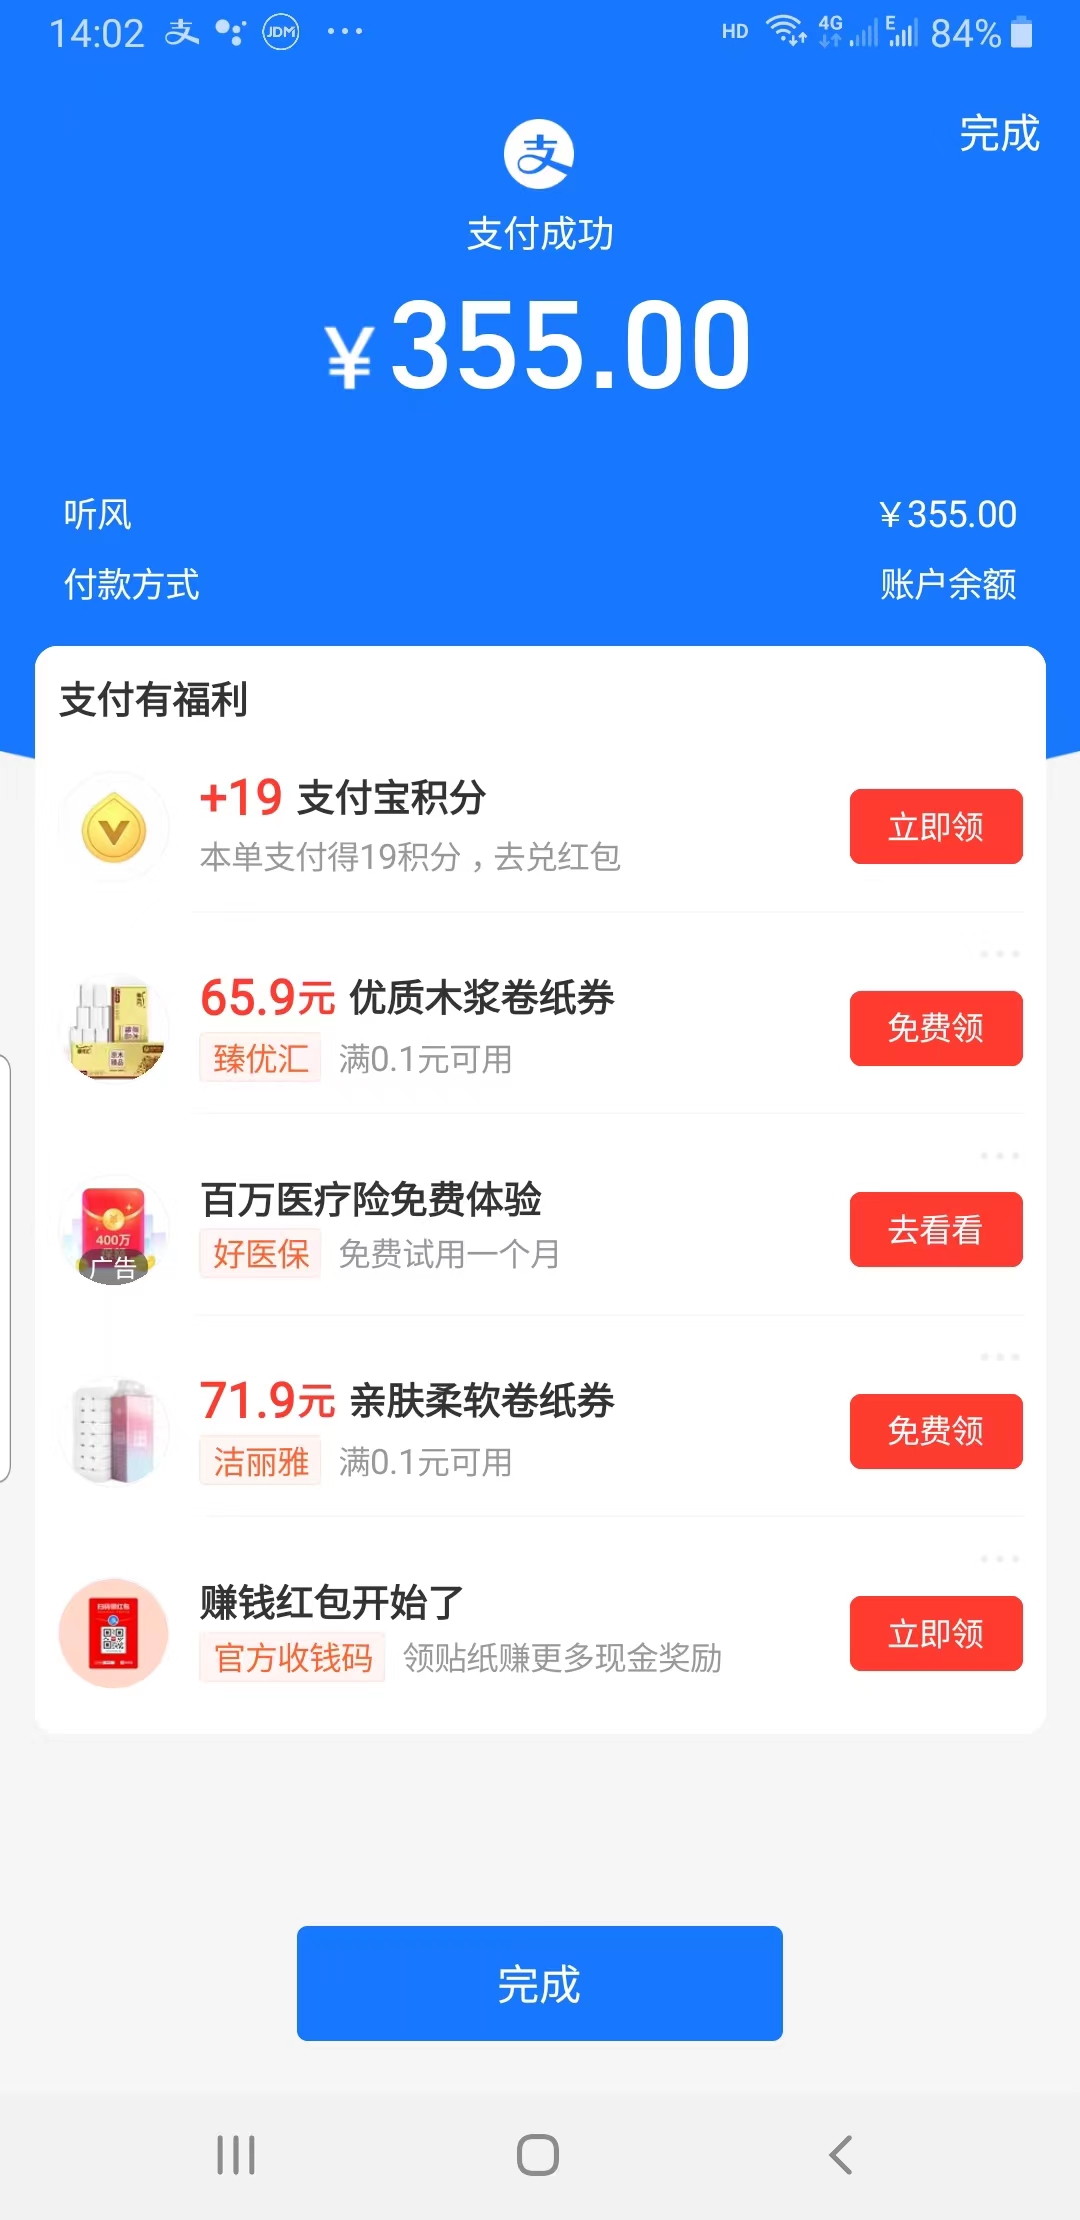 14:02 支 JDM HD 4G E 84%
完成
支
支付成功
¥355.00
听风 ¥355.00
付款方式 账户余额
支付有福利
+19 支付宝积分
本单支付得19积分，去兑红包
立即领
65.9元 优质木浆卷纸券
臻优汇 满0.1元可用
免费领
百万医疗险免费体验
好医保 免费试用一个月
400万
广告
去看看
71.9元 亲肤柔软卷纸券
洁丽雅 满0.1元可用
免费领
赚钱红包开始了
官方收钱码 领贴纸赚更多现金奖励
立即领
完成